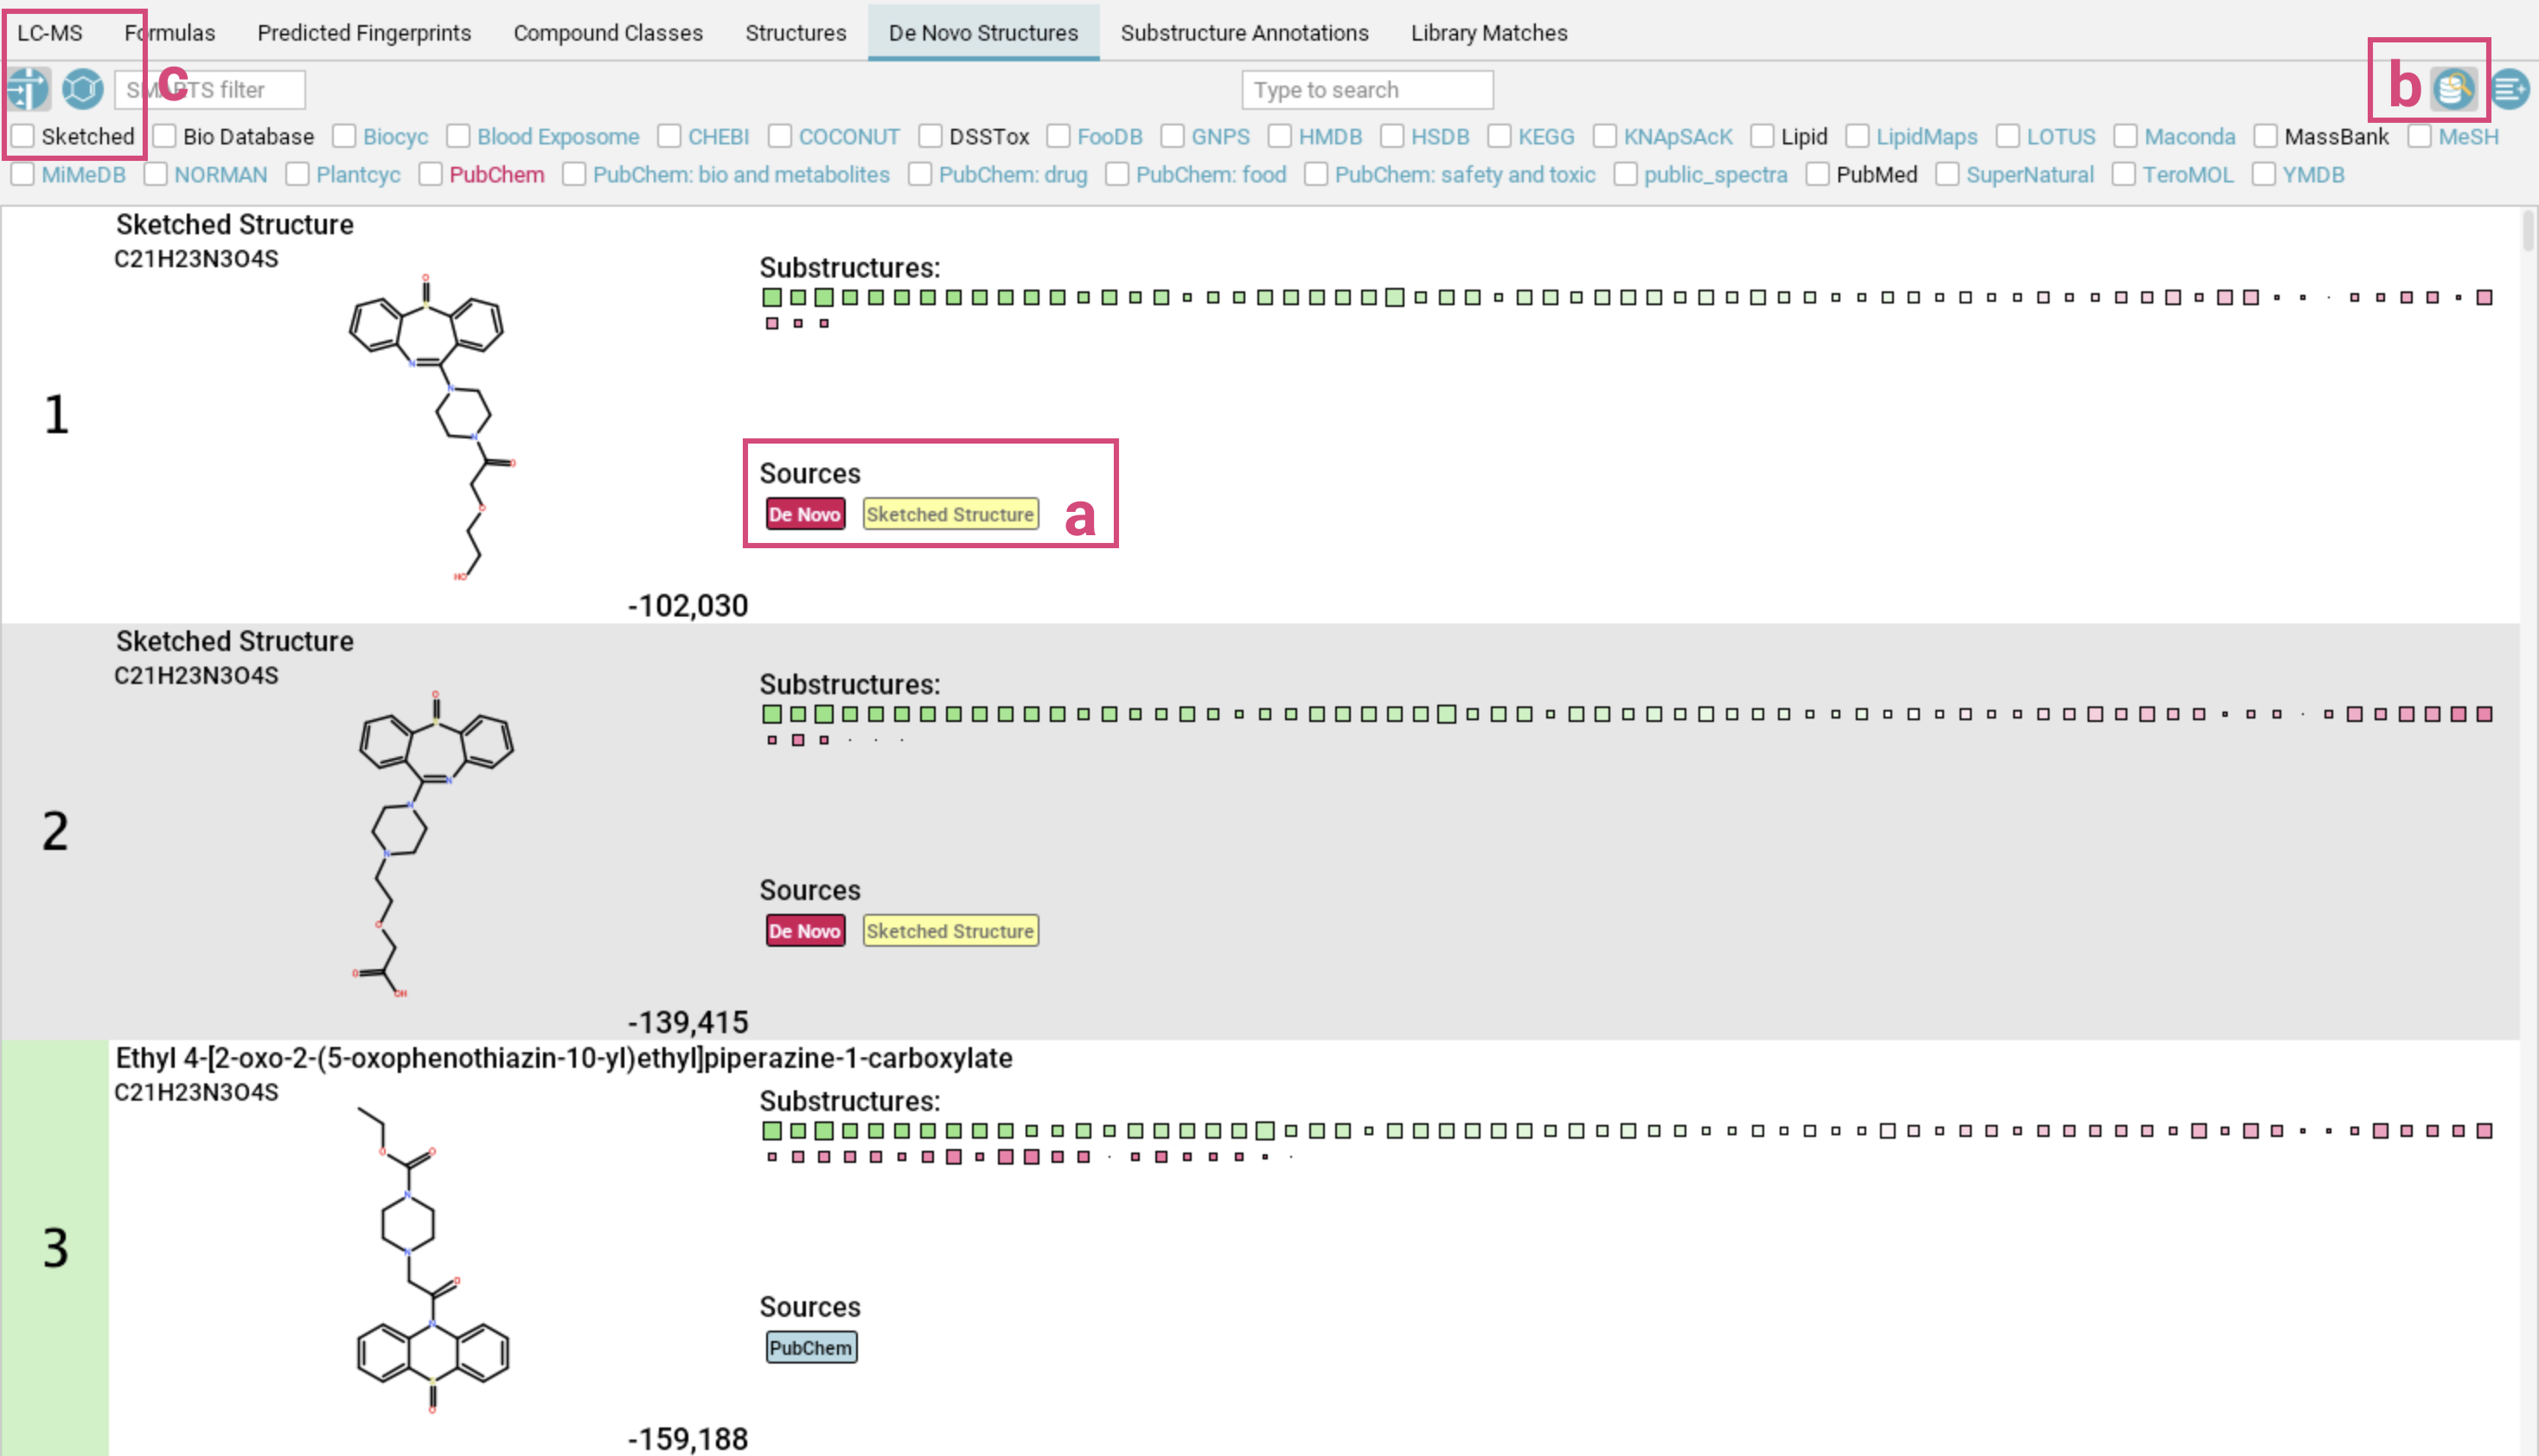 LC-MS Formulas Predicted Fingerprints Compound Classes Structures De Novo Structures Substructure Annotations Library Matches
SMARTS filter c Type to search b
Sketched Bio Database Biocyc Blood Exposome CHEBI COCONUT DSSTox FooDB GNPS HMDB HSDB KEGG KNApSAcK Lipid LipidMaps LOTUS Maconda MassBank MeSH
MiMeDB NORMAN Plantcyc PubChem PubChem: bio and metabolites PubChem: drug PubChem: food PubChem: safety and toxic public_spectra PubMed SuperNatural TeroMOL YMDB
Sketched Structure
C21H23N3O4S
Substructures:
O
S
N
N
1
N
O
Sources
De Novo Sketched Structure a
O
HO
-102,030
Sketched Structure
C21H23N3O4S
Substructures:
O
S
N
N
2
N
Sources
O
De Novo Sketched Structure
O
OH
-139,415
Ethyl 4-[2-oxo-2-(5-oxophenothiazin-10-yl)ethyl]piperazine-1-carboxylate
C21H23N3O4S
Substructures:
O O
N
3
N
O
Sources
N
PubChem
S
O
-159,188